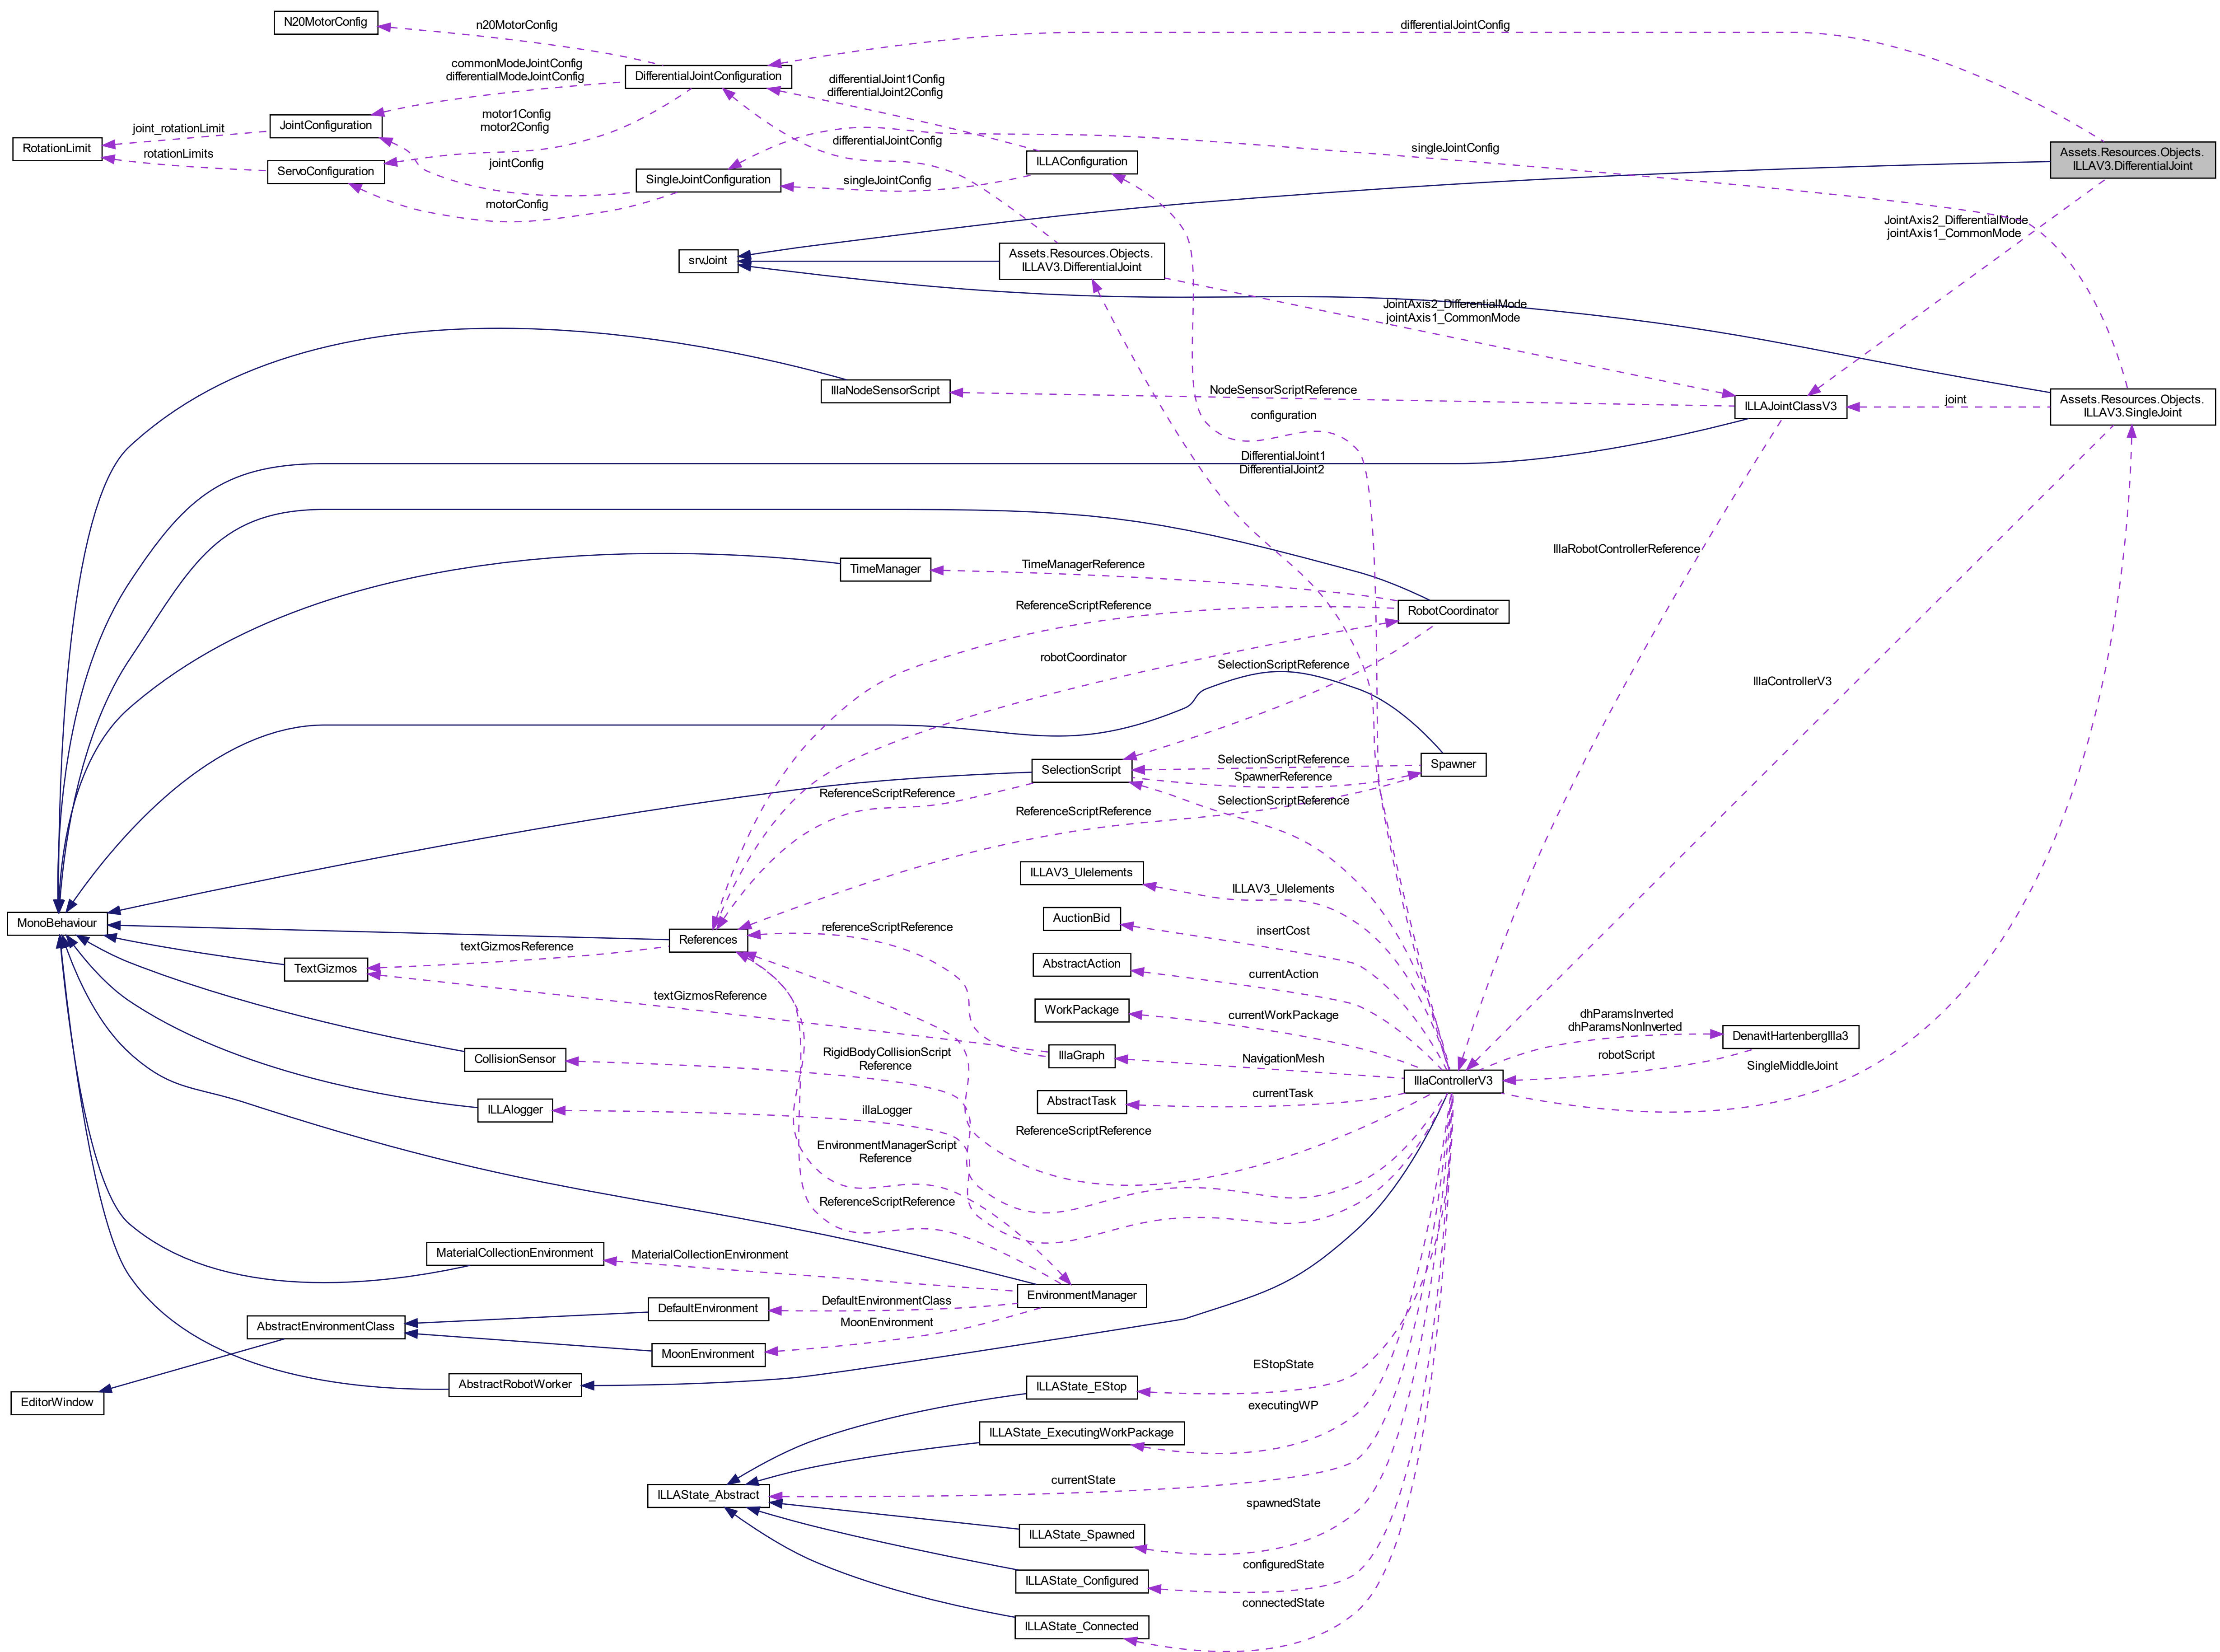 N20MotorConfig
n20MotorConfig
differentialJointConfig
commonModeJointConfig
differentialModeJointConfig
DifferentialJointConfiguration
differentialJoint1Config
differentialJoint2Config
JointConfiguration
motor1Config
motor2Config
joint_rotationLimit
RotationLimit
rotationLimits
differentialJointConfig
singleJointConfig
Assets.Resources.Objects.
ILLAV3.DifferentialJoint
ServoConfiguration
jointConfig
SingleJointConfiguration
singleJointConfig
ILLAConfiguration
motorConfig
JointAxis2_DifferentialMode
jointAxis1_CommonMode
srvJoint
Assets.Resources.Objects.
ILLAV3.DifferentialJoint
JointAxis2_DifferentialMode
jointAxis1_CommonMode
IllaNodeSensorScript
NodeSensorScriptReference
configuration
ILLAJointClassV3
joint
Assets.Resources.Objects.
ILLAV3.SingleJoint
DifferentialJoint1
DifferentialJoint2
IllaRobotControllerReference
TimeManager
TimeManagerReference
ReferenceScriptReference
RobotCoordinator
robotCoordinator
SelectionScriptReference
IllaControllerV3
SelectionScript
SelectionScriptReference
SpawnerReference
Spawner
ReferenceScriptReference
SelectionScriptReference
ReferenceScriptReference
ILLAV3_UIelements
ILLAV3_UIelements
MonoBehaviour
References
referenceScriptReference
AuctionBid
insertCost
textGizmosReference
TextGizmos
AbstractAction
currentAction
textGizmosReference
WorkPackage
currentWorkPackage
dhParamsInverted
dhParamsNonInverted
DenavitHartenbergIlla3
CollisionSensor
RigidBodyCollisionScript
Reference
IllaGraph
NavigationMesh
robotScript
IllaControllerV3
SingleMiddleJoint
ILLAlogger
illaLogger
AbstractTask
currentTask
ReferenceScriptReference
EnvironmentManagerScript
Reference
ReferenceScriptReference
MaterialCollectionEnvironment
MaterialCollectionEnvironment
EnvironmentManager
DefaultEnvironment
DefaultEnvironmentClass
AbstractEnvironmentClass
MoonEnvironment
MoonEnvironment
EditorWindow
AbstractRobotWorker
ILLAState_EStop
EStopState
ILLAState_ExecutingWorkPackage
executingWP
ILLAState_Abstract
currentState
ILLAState_Spawned
spawnedState
ILLAState_Configured
configuredState
ILLAState_Connected
connectedState